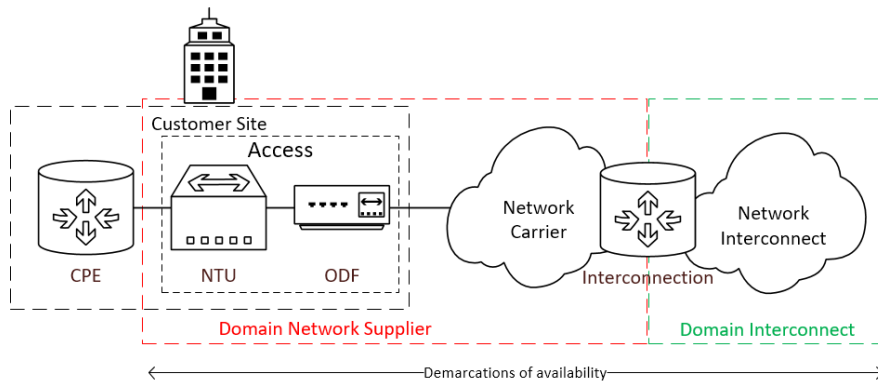 Customer Site
Access
CPE
NTU
ODF
Network
Carrier
Interconnection
Network
Interconnect
Domain Network Supplier
Domain Interconnect
Demarcations of availability